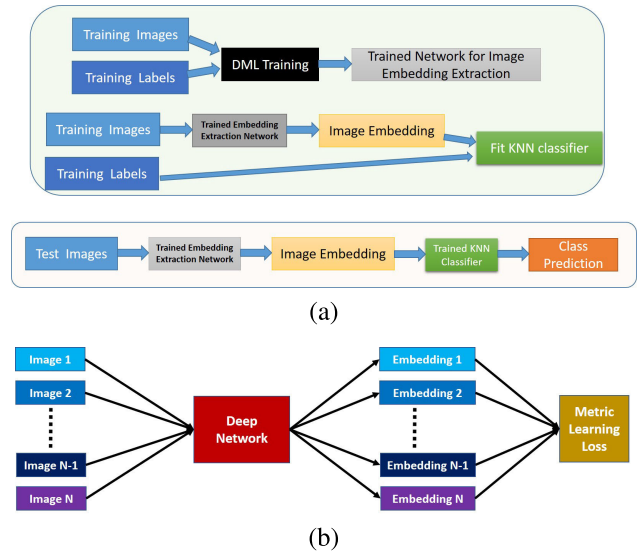 Training Images
Training Labels
DML Training
Trained Network for Image
Embedding Extraction
Training Images
Trained Embedding
Extraction Network
Image Embedding
Fit KNN classifier
Training Labels
Test Images
Trained Embedding
Extraction Network
Image Embedding
Trained KNN
Classifier
Class
Prediction
(a)
Image 1
Image 2
Image N-1
Image N
Deep
Network
Embedding 1
Embedding 2
Embedding N-1
Embedding N
Metric
Learning
Loss
(b)